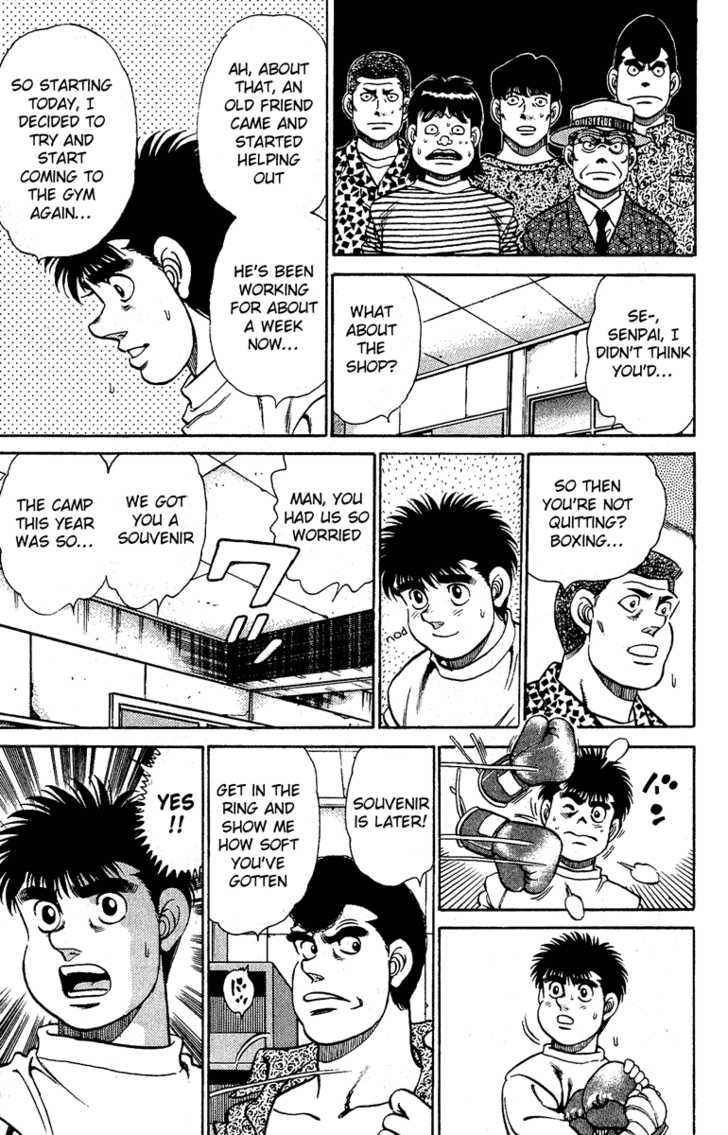 SE-,
SENPAI, I
DIDN'T THINK
YOU'D...
WHAT
ABOUT
THE
SHOP?
AH, ABOUT
THAT, AN
OLD FRIEND
CAME AND
STARTED
HELPING
OUT
HE'S BEEN
WORKING
FOR ABOUT
A WEEK
NOW...
SO STARTING
TODAY, I
DECIDED TO
TRY AND
START
COMING TO
THE GYM
AGAIN...
SO THEN
YOU'RE NOT
QUITTING?
BOXING...
nod
MAN, YOU
HAD US SO
WORRIED
WE GOT
YOU A
SOUVENIR
THE CAMP
THIS YEAR
WAS SO...
SOUVENIR
IS LATER!
GET IN THE
RING AND
SHOW ME
HOW SOFT
YOU'VE
GOTTEN
YES
!!